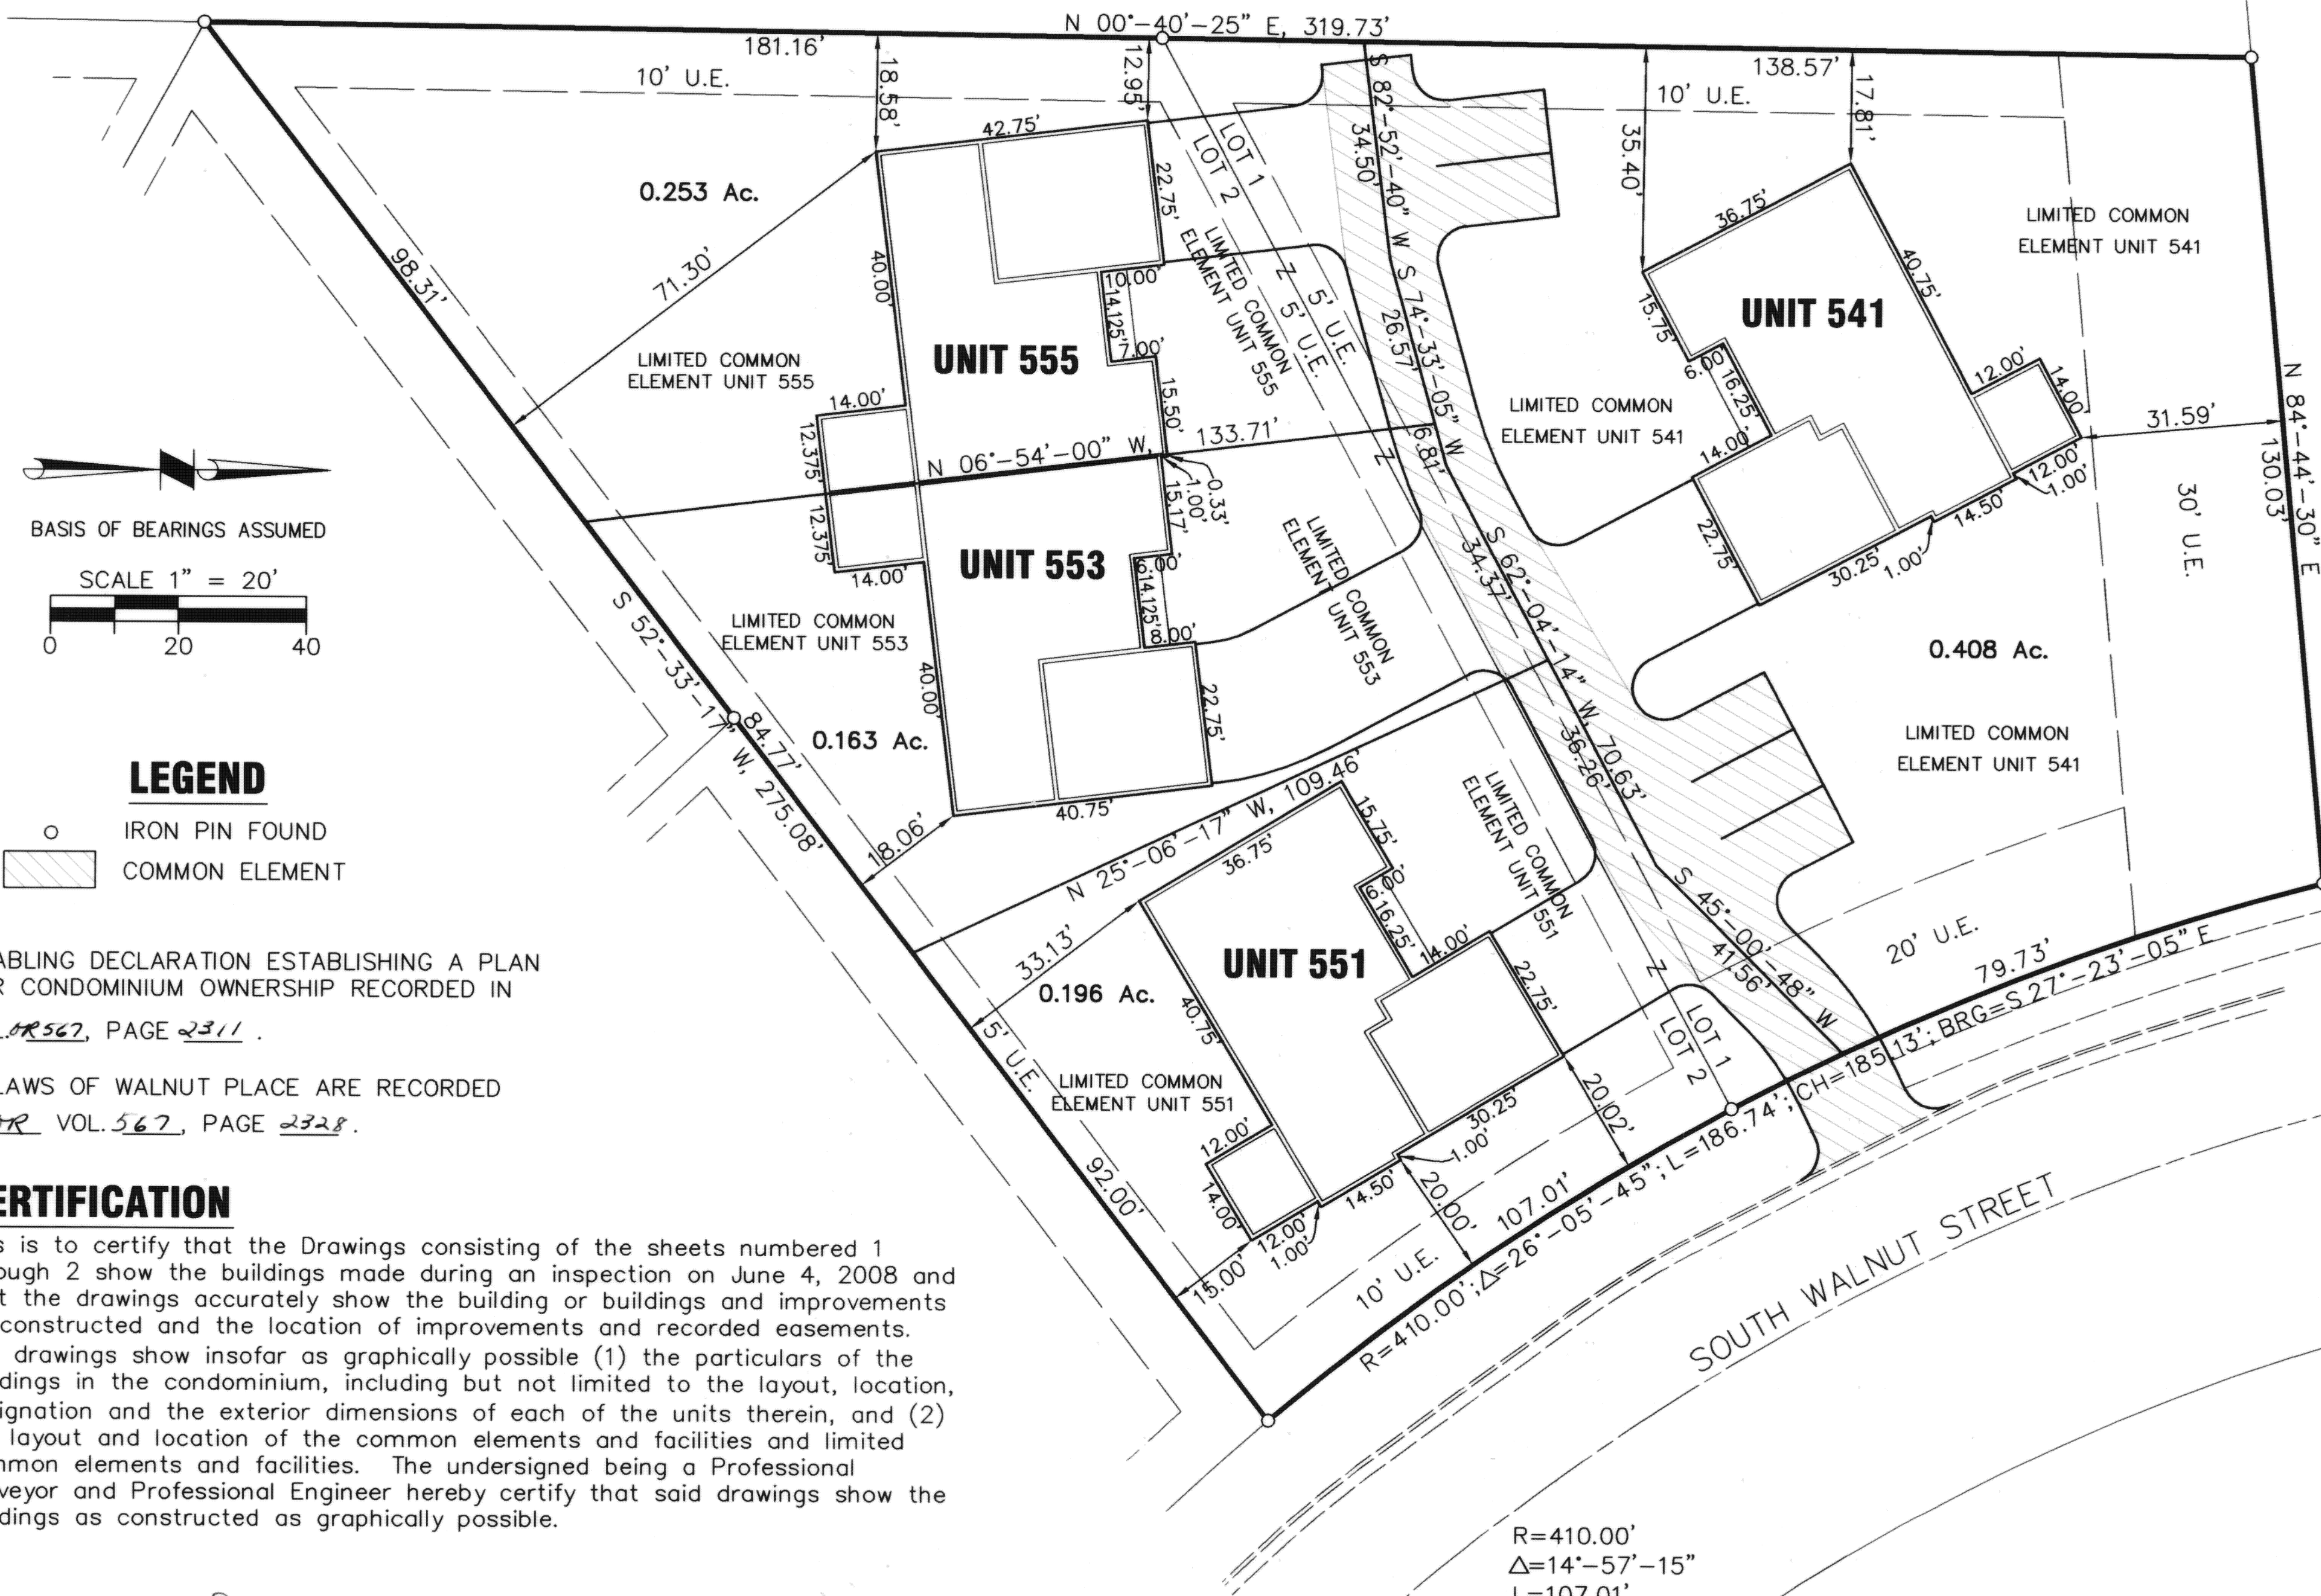 N 00°-40'-25" E, 319.73'
181.16'
138.57'
10' U.E.
18.58'
12.95'
10' U.E.
35.40'
17.81'
42.75'
0.253 Ac.
22.75'
LOT 1
LOT 2
S 82°-52'-40" W
34.50'
36.75'
LIMITED COMMON
ELEMENT UNIT 541
98.31'
71.30'
40.00'
10.00'
14.125'
7.00'
LIMITED COMMON
ELEMENT UNIT 555
Z
5' U.E.
5' U.E.
S 74°-33'-05" W
26.57'
15.75'
UNIT 541
40.75'
6.00'
16.25'
12.00'
14.00'
LIMITED COMMON
ELEMENT UNIT 555
UNIT 555
14.00'
12.375'
15.50'
N 06°-54'-00" W, 133.71'
6.81'
Z
LIMITED COMMON
ELEMENT UNIT 541
14.00'
31.59'
12.00'
1.00'
14.50'
30' U.E.
N 84°-44'-30" E
130.03'
BASIS OF BEARINGS ASSUMED
SCALE 1" = 20'
0 20 40
12.375'
14.00'
0.33'
1.00'
15.17'
UNIT 553
6.00'
14.125'
8.00'
LIMITED COMMON
ELEMENT UNIT 553
S 62°-04'-14" W, 70.63'
34.37'
22.75'
30.25'
1.00'
S 52°-33'-17" W, 275.08'
84.77'
LIMITED COMMON
ELEMENT UNIT 553
40.00'
0.163 Ac.
22.75'
40.75'
18.06'
36.26'
0.408 Ac.
LIMITED COMMON
ELEMENT UNIT 541
LEGEND
IRON PIN FOUND
COMMON ELEMENT
N 25°-06'-17" W, 109.46'
36.75'
15.75'
6.00'
16.25'
14.00'
LIMITED COMMON
ELEMENT UNIT 551
S 45°-00'-48" W
41.56'
20' U.E.
79.73'
33.13'
0.196 Ac.
UNIT 551
40.75'
22.75'
Z
LOT 1
LOT 2
5' U.E.
LIMITED COMMON
ELEMENT UNIT 551
12.00'
14.00'
30.25'
1.00'
14.50'
20.02'
20.00'
12.00'
1.00'
15.00'
92.00'
107.01'
10' U.E.
R=410.00'; Δ=26°-05'-45"; L=186.74'; CH=185.13'; BRG=S 27°-23'-05" E
SOUTH WALNUT STREET
R=410.00'
Δ=14°-57'-15"
L=107.01'
ABLING DECLARATION ESTABLISHING A PLAN
R CONDOMINIUM OWNERSHIP RECORDED IN
L. OR567, PAGE 2311 .
LAWS OF WALNUT PLACE ARE RECORDED
OR VOL. 567, PAGE 2328.
ERTIFICATION
s is to certify that the Drawings consisting of the sheets numbered 1
ough 2 show the buildings made during an inspection on June 4, 2008 and
t the drawings accurately show the building or buildings and improvements
constructed and the location of improvements and recorded easements.
drawings show insofar as graphically possible (1) the particulars of the
dings in the condominium, including but not limited to the layout, location,
ignation and the exterior dimensions of each of the units therein, and (2)
layout and location of the common elements and facilities and limited
mmon elements and facilities. The undersigned being a Professional
veyor and Professional Engineer hereby certify that said drawings show the
dings as constructed as graphically possible.